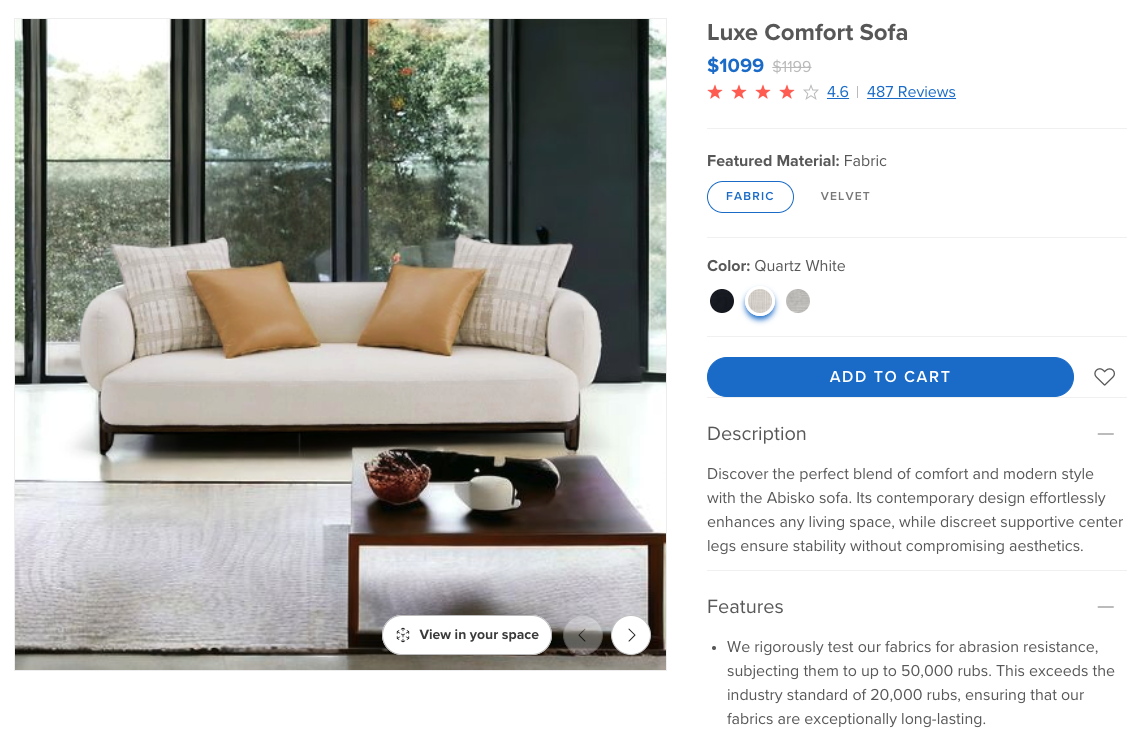 Luxe Comfort Sofa
$1099 $1199
4.6 | 487 Reviews
Featured Material: Fabric
FABRIC VELVET
Color: Quartz White
ADD TO CART
Description
Discover the perfect blend of comfort and modern style
with the Abisko sofa. Its contemporary design effortlessly
enhances any living space, while discreet supportive center
legs ensure stability without compromising aesthetics.
View in your space
Features
• We rigorously test our fabrics for abrasion resistance,
subjecting them to up to 50,000 rubs. This exceeds the
industry standard of 20,000 rubs, ensuring that our
fabrics are exceptionally long-lasting.